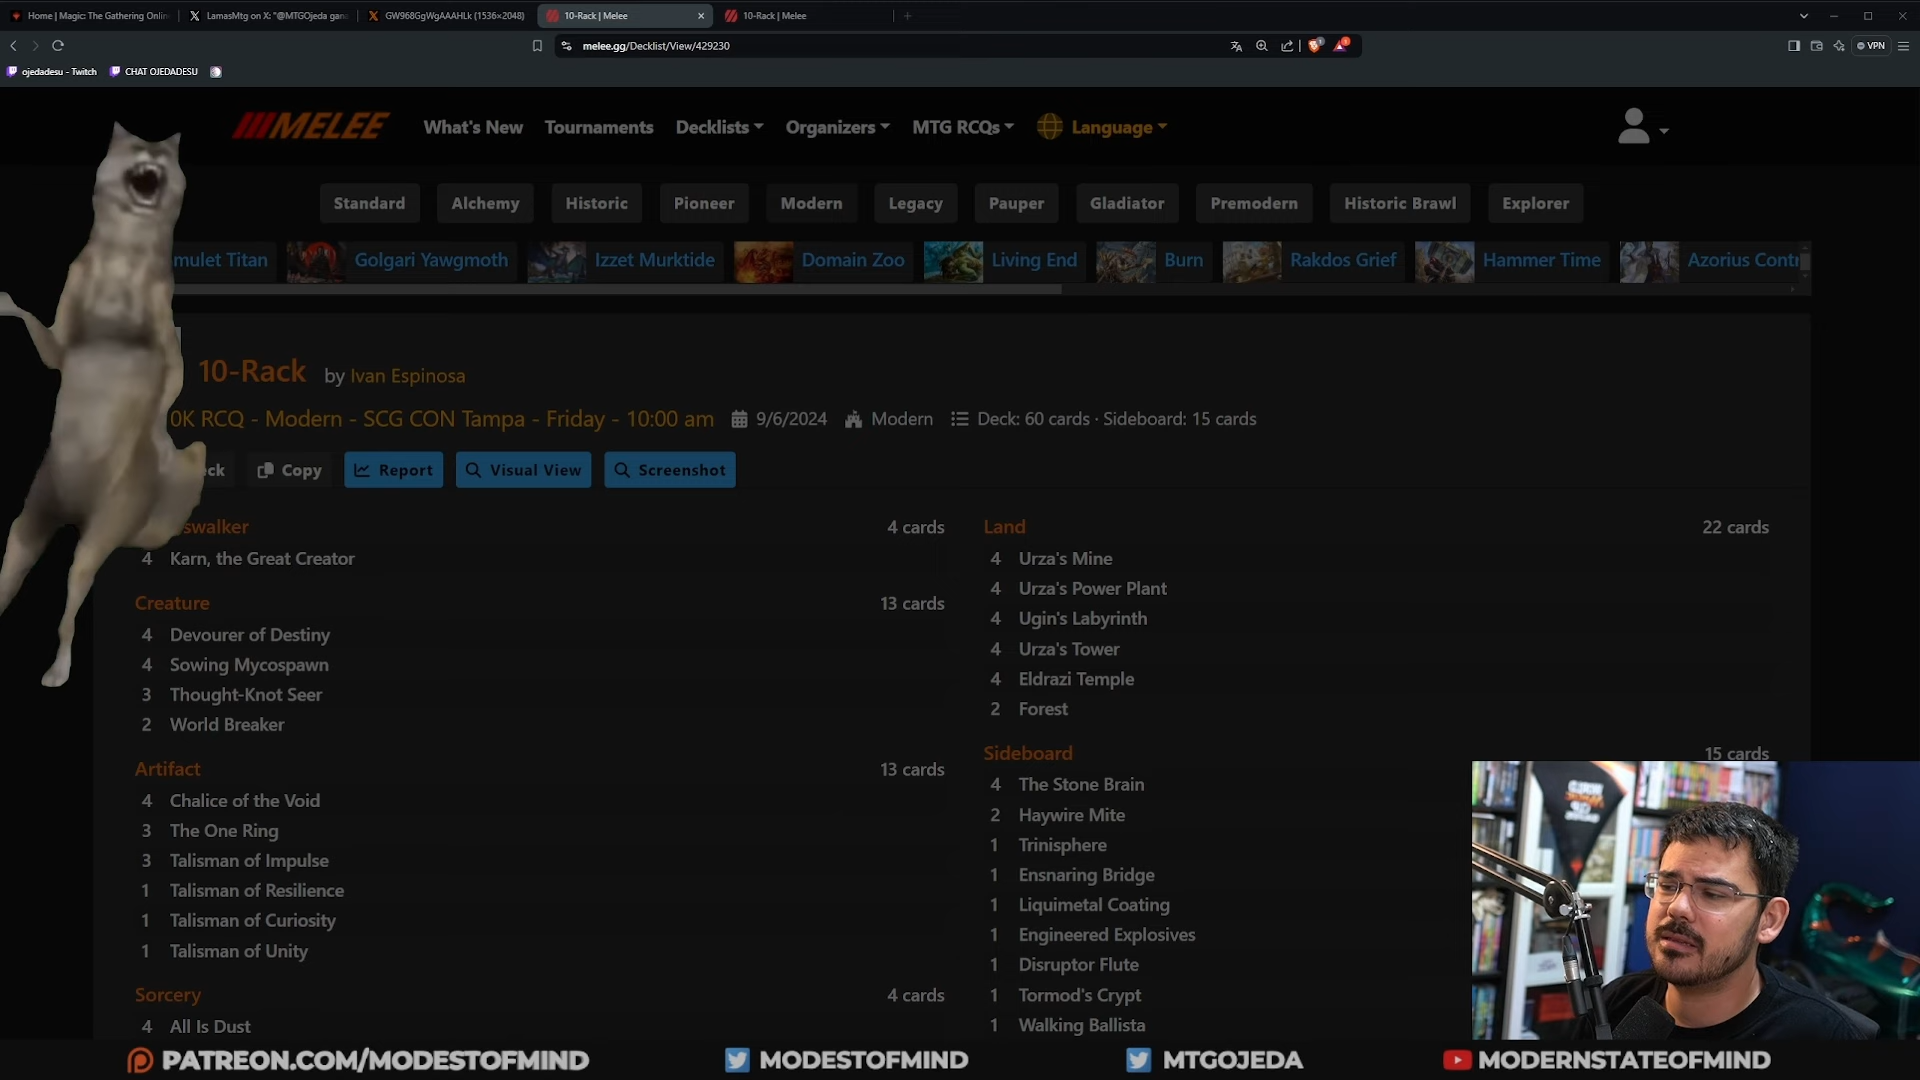 Home | Magic: The Gathering Onlin
LamasMtg on X: "@MTGOjeda gana
GW968GgWgAAAHLk (1536×2048)
10-Rack | Melee
10-Rack | Melee
melee.gg/Decklist/View/429230
VPN
ojedadesu - Twitch
CHAT OJEDADESU
MELEE
What's New
Tournaments
Decklists
Organizers
MTG RCQs
Language
Standard
Alchemy
Historic
Pioneer
Modern
Legacy
Pauper
Gladiator
Premodern
Historic Brawl
Explorer
mulet Titan
Golgari Yawgmoth
Izzet Murktide
Domain Zoo
Living End
Burn
Rakdos Grief
Hammer Time
Azorius Contr
10-Rack by Ivan Espinosa
0K RCQ - Modern - SCG CON Tampa - Friday - 10:00 am
9/6/2024
Modern
Deck: 60 cards · Sideboard: 15 cards
ck
Copy
Report
Visual View
Screenshot
swalker 4 cards
4 Karn, the Great Creator
Creature 13 cards
4 Devourer of Destiny
4 Sowing Mycospawn
3 Thought-Knot Seer
2 World Breaker
Artifact 13 cards
4 Chalice of the Void
3 The One Ring
3 Talisman of Impulse
1 Talisman of Resilience
1 Talisman of Curiosity
1 Talisman of Unity
Sorcery 4 cards
4 All Is Dust
Land 22 cards
4 Urza's Mine
4 Urza's Power Plant
4 Ugin's Labyrinth
4 Urza's Tower
4 Eldrazi Temple
2 Forest
Sideboard 15 cards
4 The Stone Brain
2 Haywire Mite
1 Trinisphere
1 Ensnaring Bridge
1 Liquimetal Coating
1 Engineered Explosives
1 Disruptor Flute
1 Tormod's Crypt
1 Walking Ballista
PATREON.COM/MODESTOFMIND
MODESTOFMIND
MTGOJEDA
MODERNSTATEOFMIND